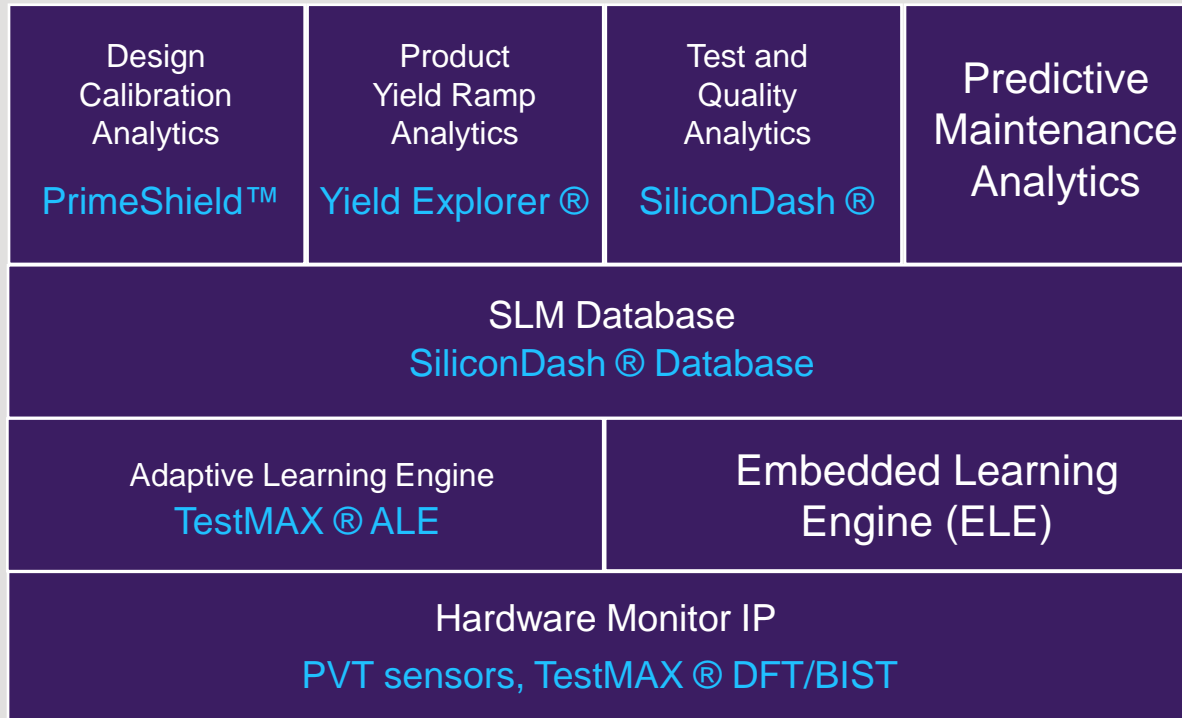 Design
Calibration
Analytics
PrimeShield™
Product
Yield Ramp
Analytics
Yield Explorer ®
Test and
Quality
Analytics
SiliconDash ®
Predictive
Maintenance
Analytics
SLM Database
SiliconDash ® Database
Adaptive Learning Engine
TestMAX ® ALE
Embedded Learning
Engine (ELE)
Hardware Monitor IP
PVT sensors, TestMAX ® DFT/BIST